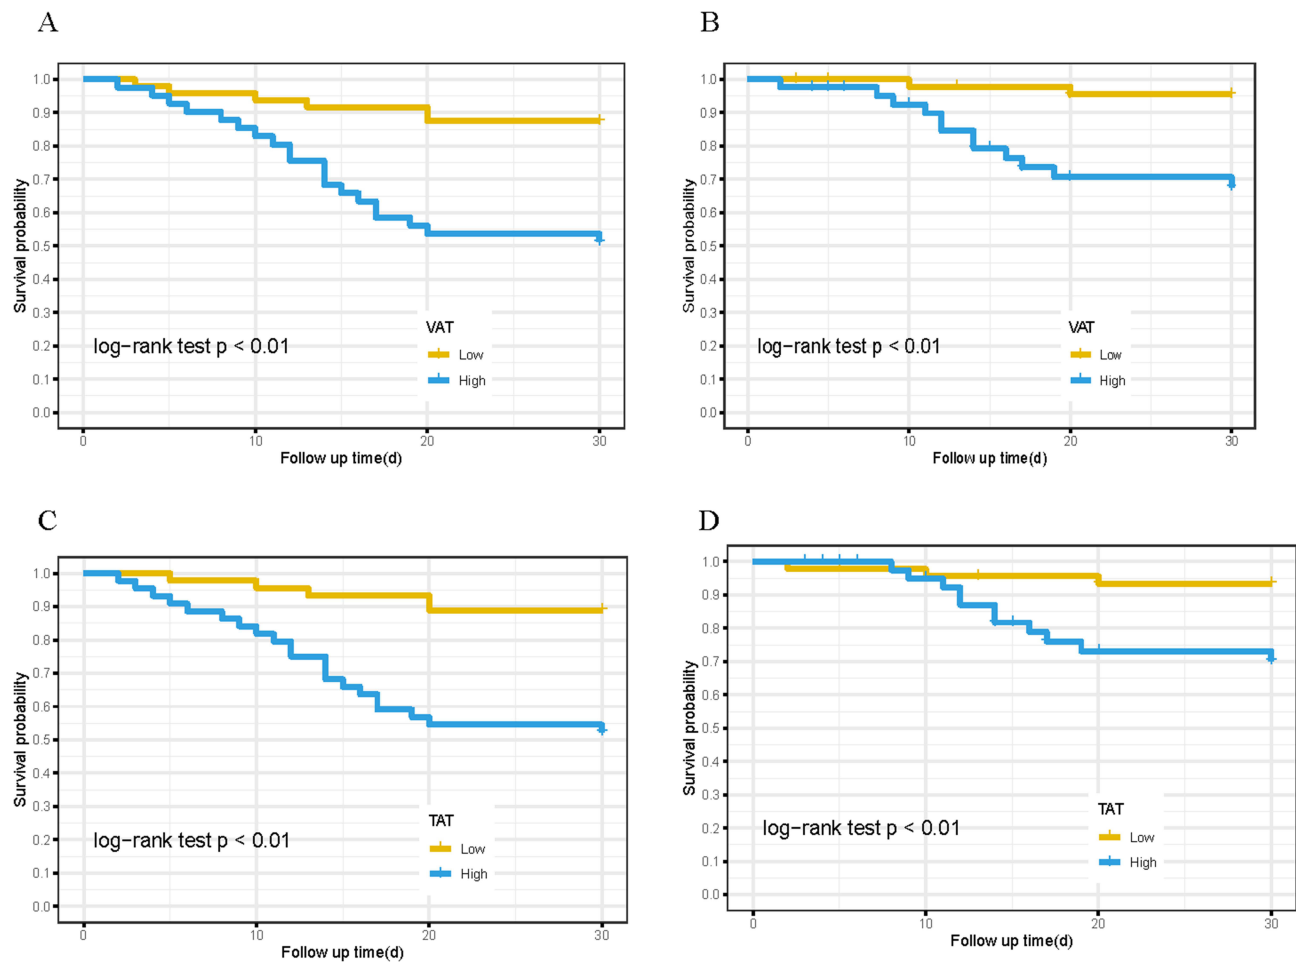 A
Survival probability
1.0
0.9
0.8
0.7
0.6
0.5
0.4
0.3
0.2
0.1
0.0
log-rank test p < 0.01
VAT
Low
High
0 10 20 30
Follow up time(d)
B
Survival probability
1.0
0.9
0.8
0.7
0.6
0.5
0.4
0.3
0.2
0.1
0.0
log-rank test p < 0.01
VAT
Low
High
0 10 20 30
Follow up time(d)
C
Survival probability
1.0
0.9
0.8
0.7
0.6
0.5
0.4
0.3
0.2
0.1
0.0
log-rank test p < 0.01
TAT
Low
High
0 10 20 30
Follow up time(d)
D
Survival probability
1.0
0.9
0.8
0.7
0.6
0.5
0.4
0.3
0.2
0.1
0.0
log-rank test p < 0.01
TAT
Low
High
0 10 20 30
Follow up time(d)